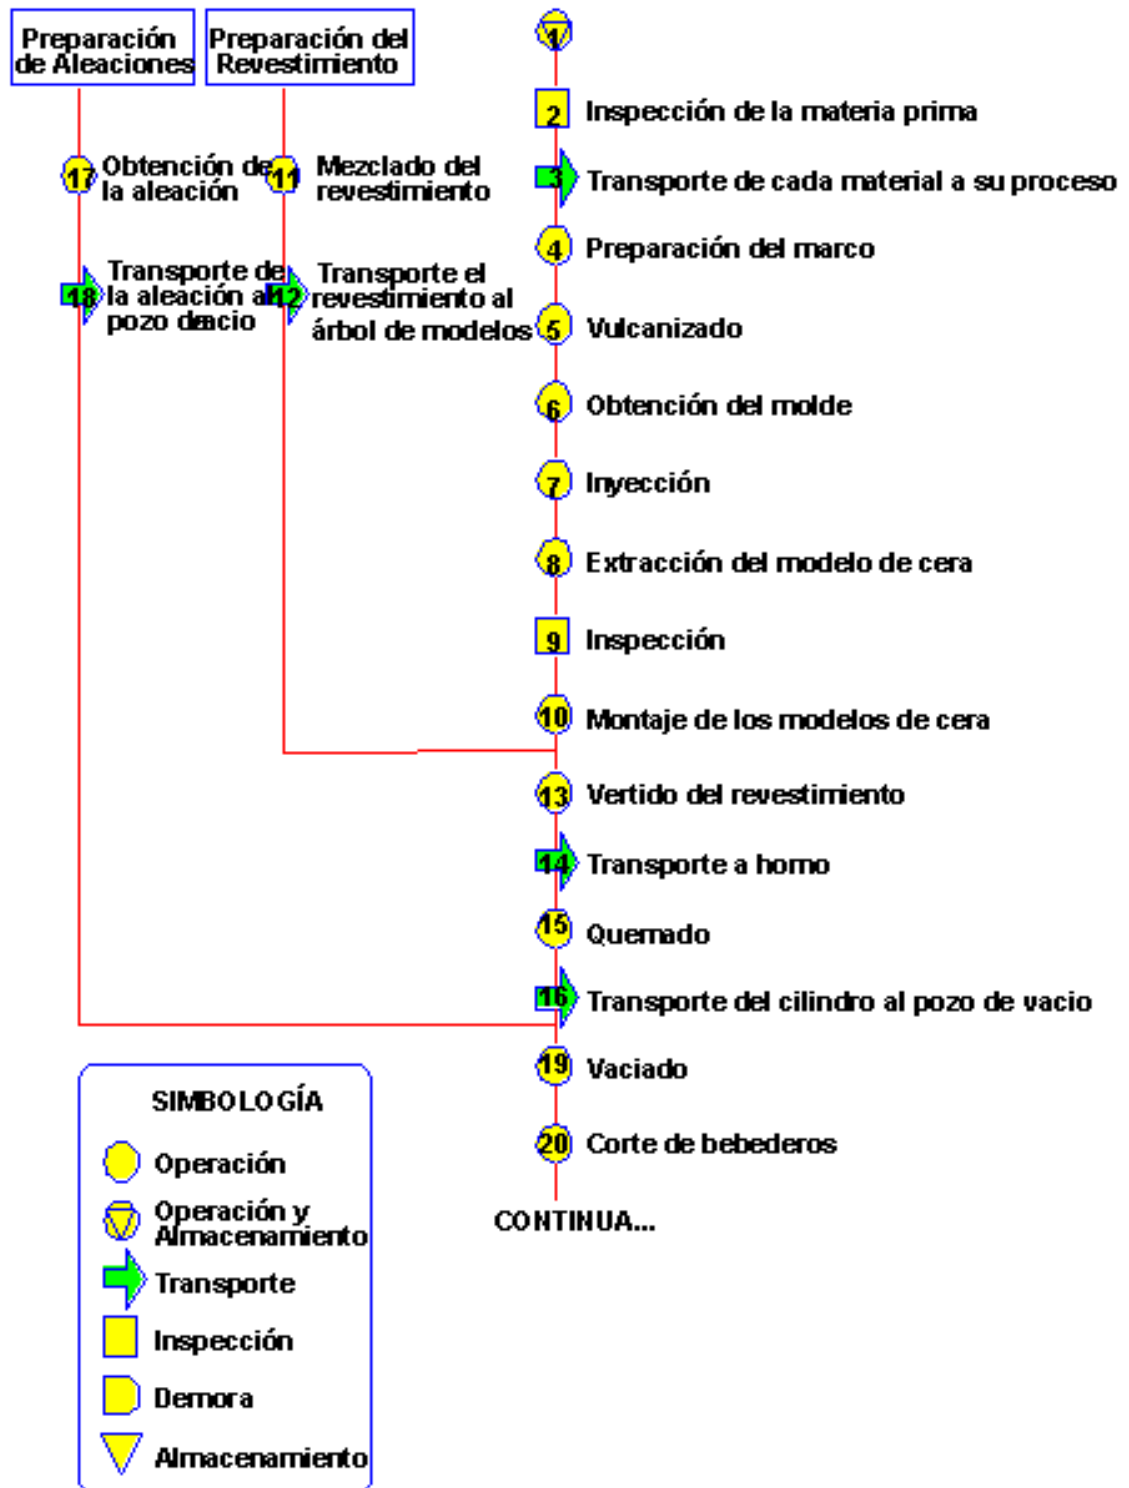 Preparación
de Aleaciones
Preparación del
Revestimiento
1
2 Inspección de la materia prima
17 Obtención de
la aleación
11 Mezclado del
revestimiento
3 Transporte de cada material a su proceso
4 Preparación del marco
18 Transporte de
la aleación al
pozo de
12 Transporte el
revestimiento al
árbol de modelos
5 Vulcanizado
6 Obtención del molde
7 Inyección
8 Extracción del modelo de cera
9 Inspección
10 Montaje de los modelos de cera
13 Vertido del revestimiento
14 Transporte a horno
15 Quemado
16 Transporte del cilindro al pozo de vacio
19 Vaciado
20 Corte de bebederos
CONTINUA...
SIMBOLOGÍA
Operación
Operación y
Almacenamiento
Transporte
Inspección
Demora
Almacenamiento